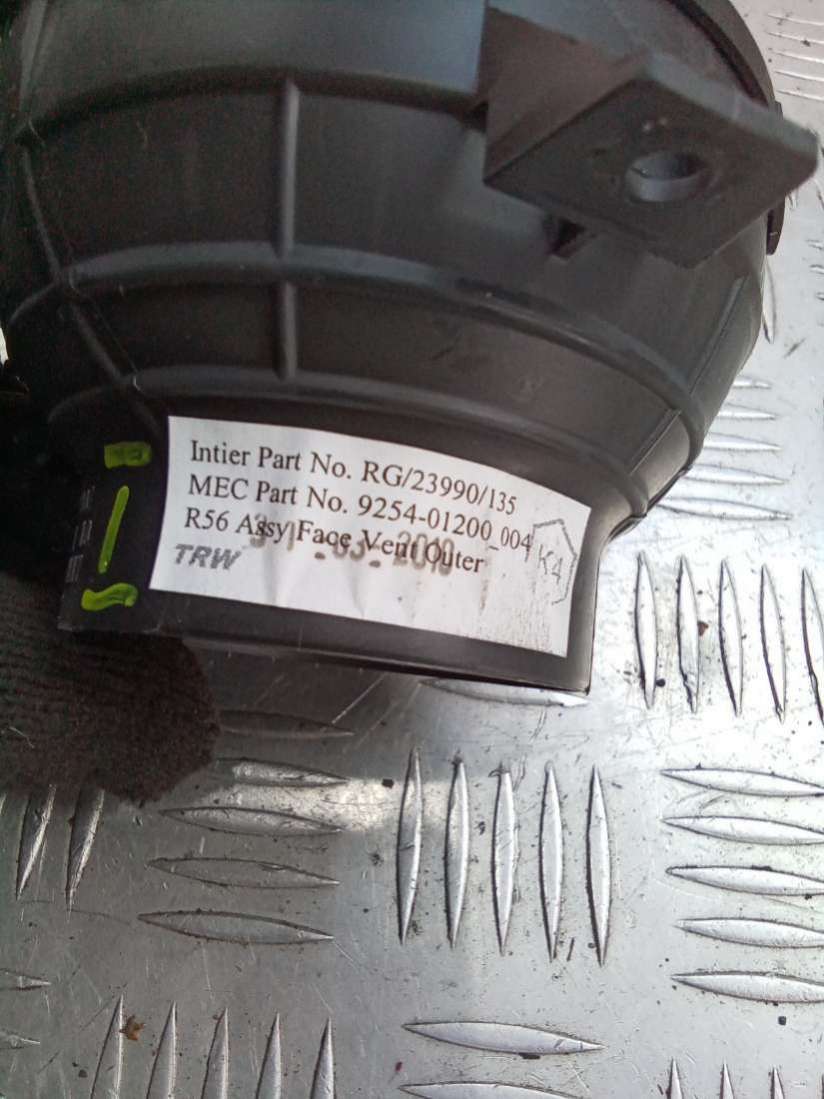 Intier Part No. RG/23990/135
MEC Part No. 9254-01200_004
R56 Assy Face Vent Outer
TRW
K4